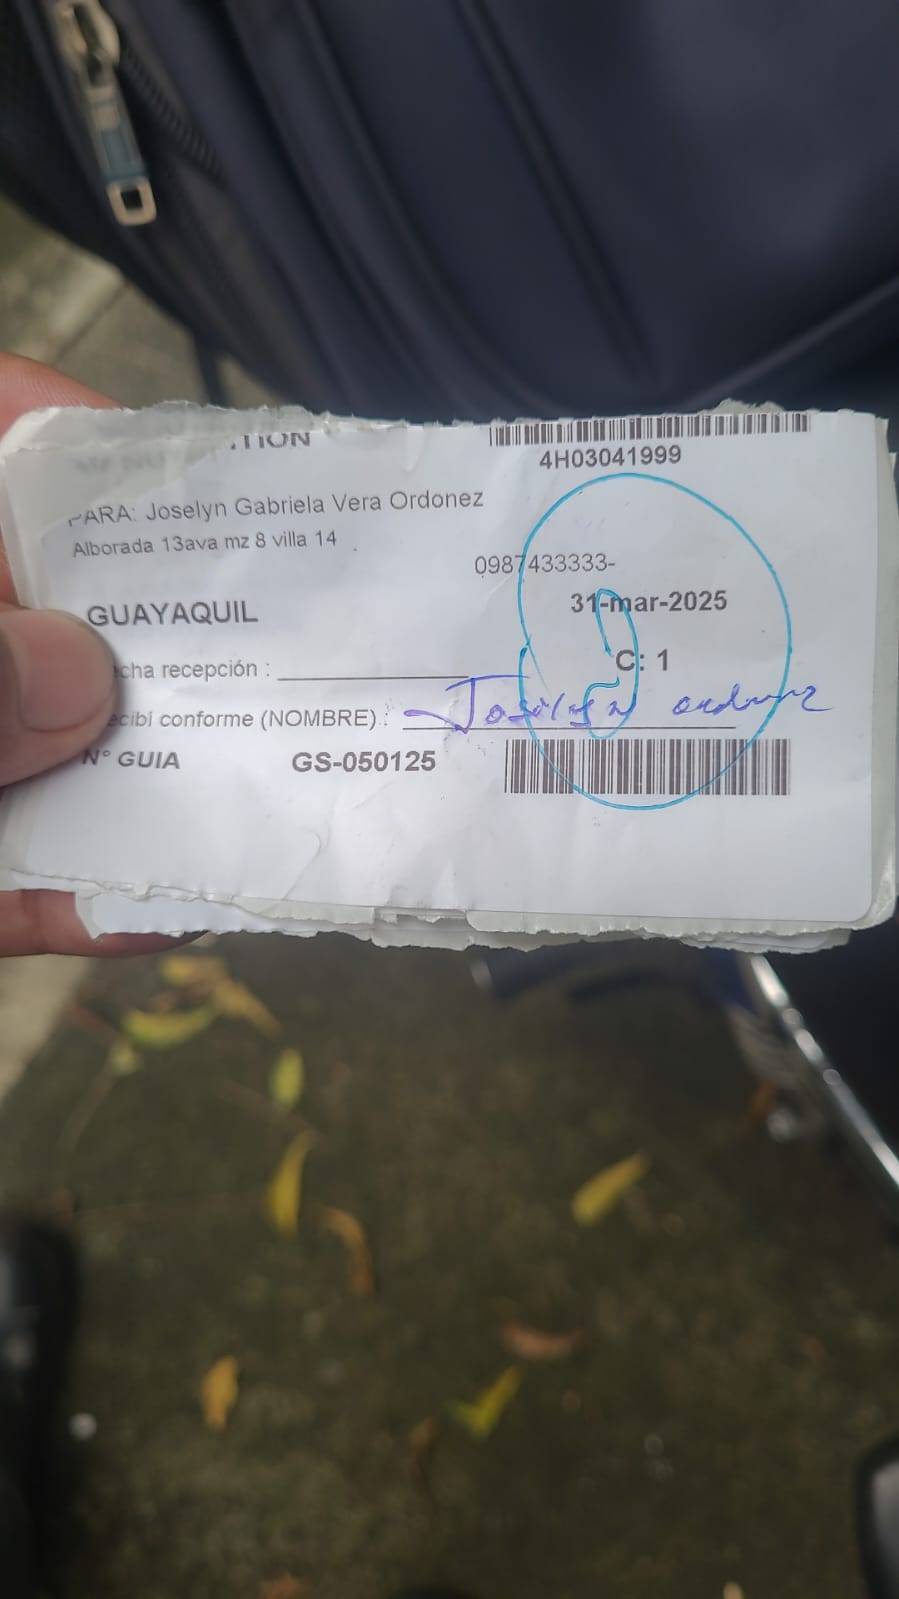 4H03041999
PARA: Joselyn Gabriela Vera Ordonez
Alborada 13ava mz 8 villa 14
0987433333-
GUAYAQUIL
31-mar-2025
cha recepción :
C: 1
ecibi conforme (NOMBRE).: Joselyn
N° GUIA GS-050125